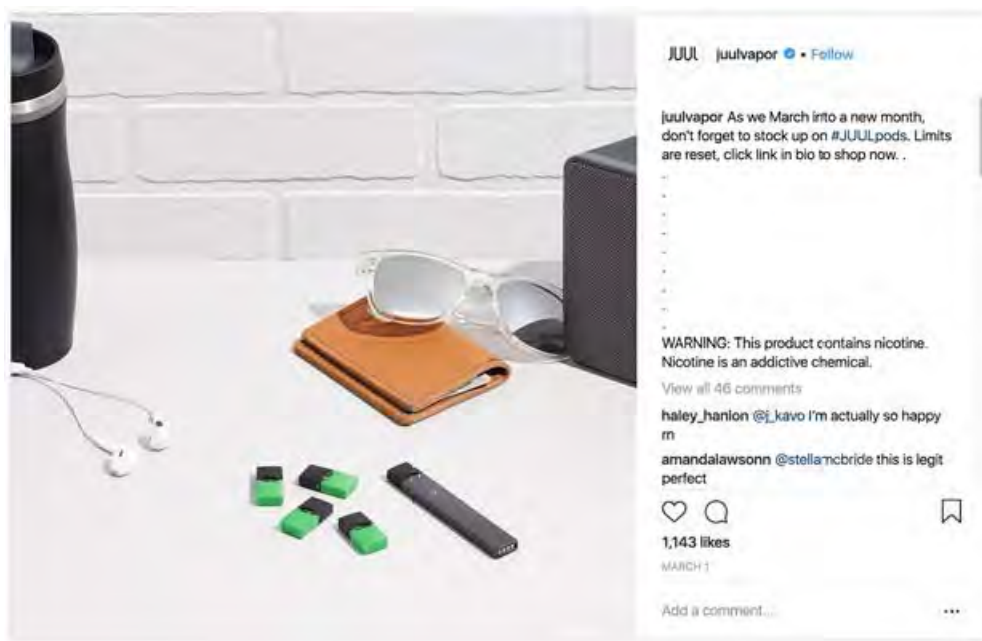 JUUL juulvapor • Follow
juulvapor As we March into a new month,
don't forget to stock up on #JUULpods. Limits
are reset, click link in bio to shop now. .
.
.
.
.
.
.
.
.
.
WARNING: This product contains nicotine.
Nicotine is an addictive chemical.
View all 46 comments
haley_hanlon @j_kavo I'm actually so happy
rn
amandalawsonn @stellamcbride this is legit
perfect
1,143 likes
MARCH 1
Add a comment...